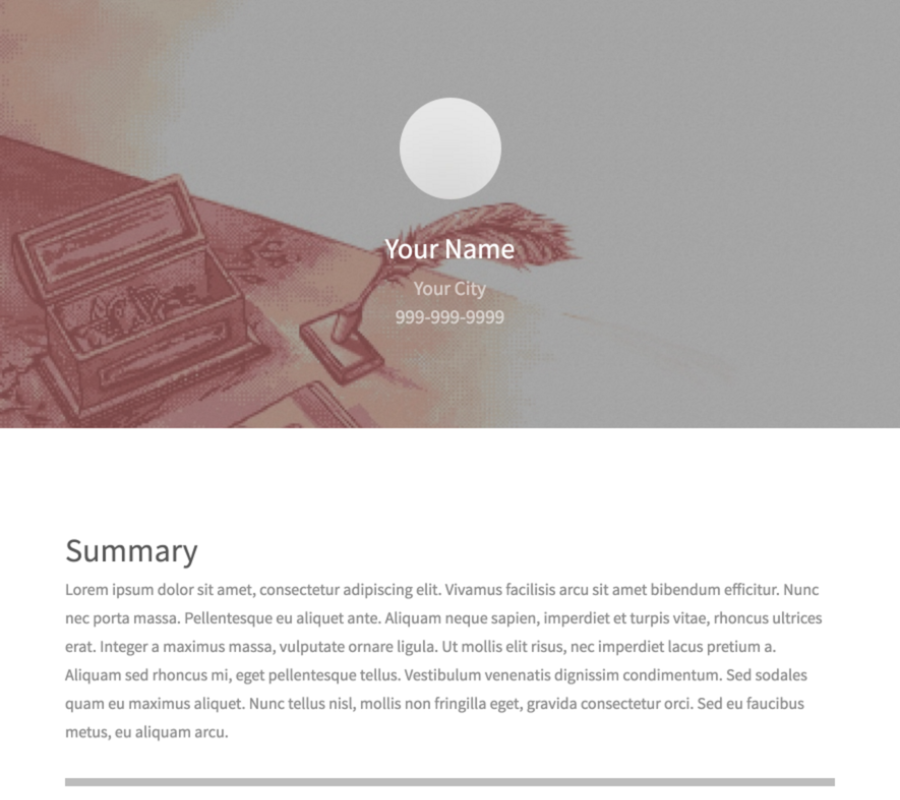 Your Name
Your City
999-999-9999
Summary
Lorem ipsum dolor sit amet, consectetur adipiscing elit. Vivamus facilisis arcu sit amet bibendum efficitur. Nunc
nec porta massa. Pellentesque eu aliquet ante. Aliquam neque sapien, imperdiet et turpis vitae, rhoncus ultrices
erat. Integer a maximus massa, vulputate ornare ligula. Ut mollis elit risus, nec imperdiet lacus pretium a.
Aliquam sed rhoncus mi, eget pellentesque tellus. Vestibulum venenatis dignissim condimentum. Sed sodales
quam eu maximus aliquet. Nunc tellus nisl, mollis non fringilla eget, gravida consectetur orci. Sed eu faucibus
metus, eu aliquam arcu.